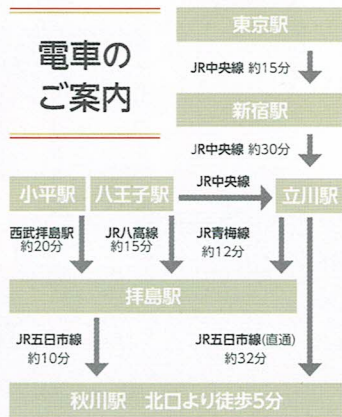 電車の
ご案内
東京駅
JR中央線 約15分
新宿駅
JR中央線 約30分
小平駅
八王子駅
JR中央線
立川駅
西武拝島駅
約20分
JR八高線
約15分
JR青梅線
約12分
拝島駅
JR五日市線
約10分
JR五日市線(直通)
約32分
秋川駅 北口より徒歩5分